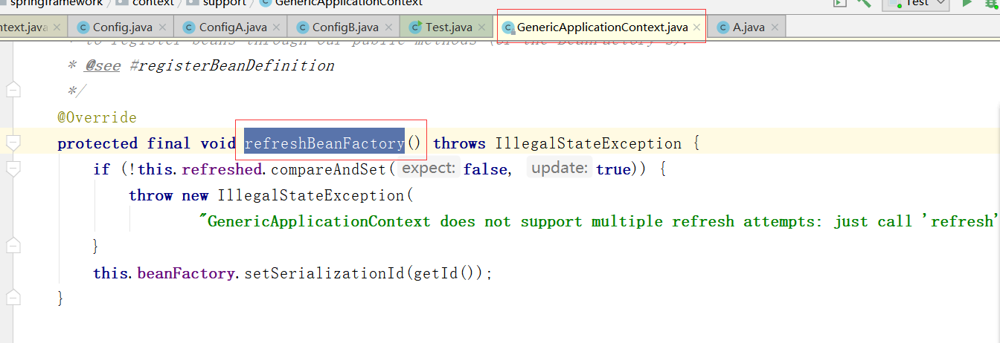 springframework context support GenericApplicationContext Test
ntext.java Config.java ConfigA.java ConfigB.java Test.java GenericApplicationContext.java A.java
* to register beans through our public methods (or the BeanFactory's).
* @see #registerBeanDefinition
*/
@Override
protected final void refreshBeanFactory() throws IllegalStateException {
if (!this.refreshed.compareAndSet( expect: false, update: true)) {
throw new IllegalStateException(
"GenericApplicationContext does not support multiple refresh attempts: just call 'refresh'
}
this.beanFactory.setSerializationId(getId());
}